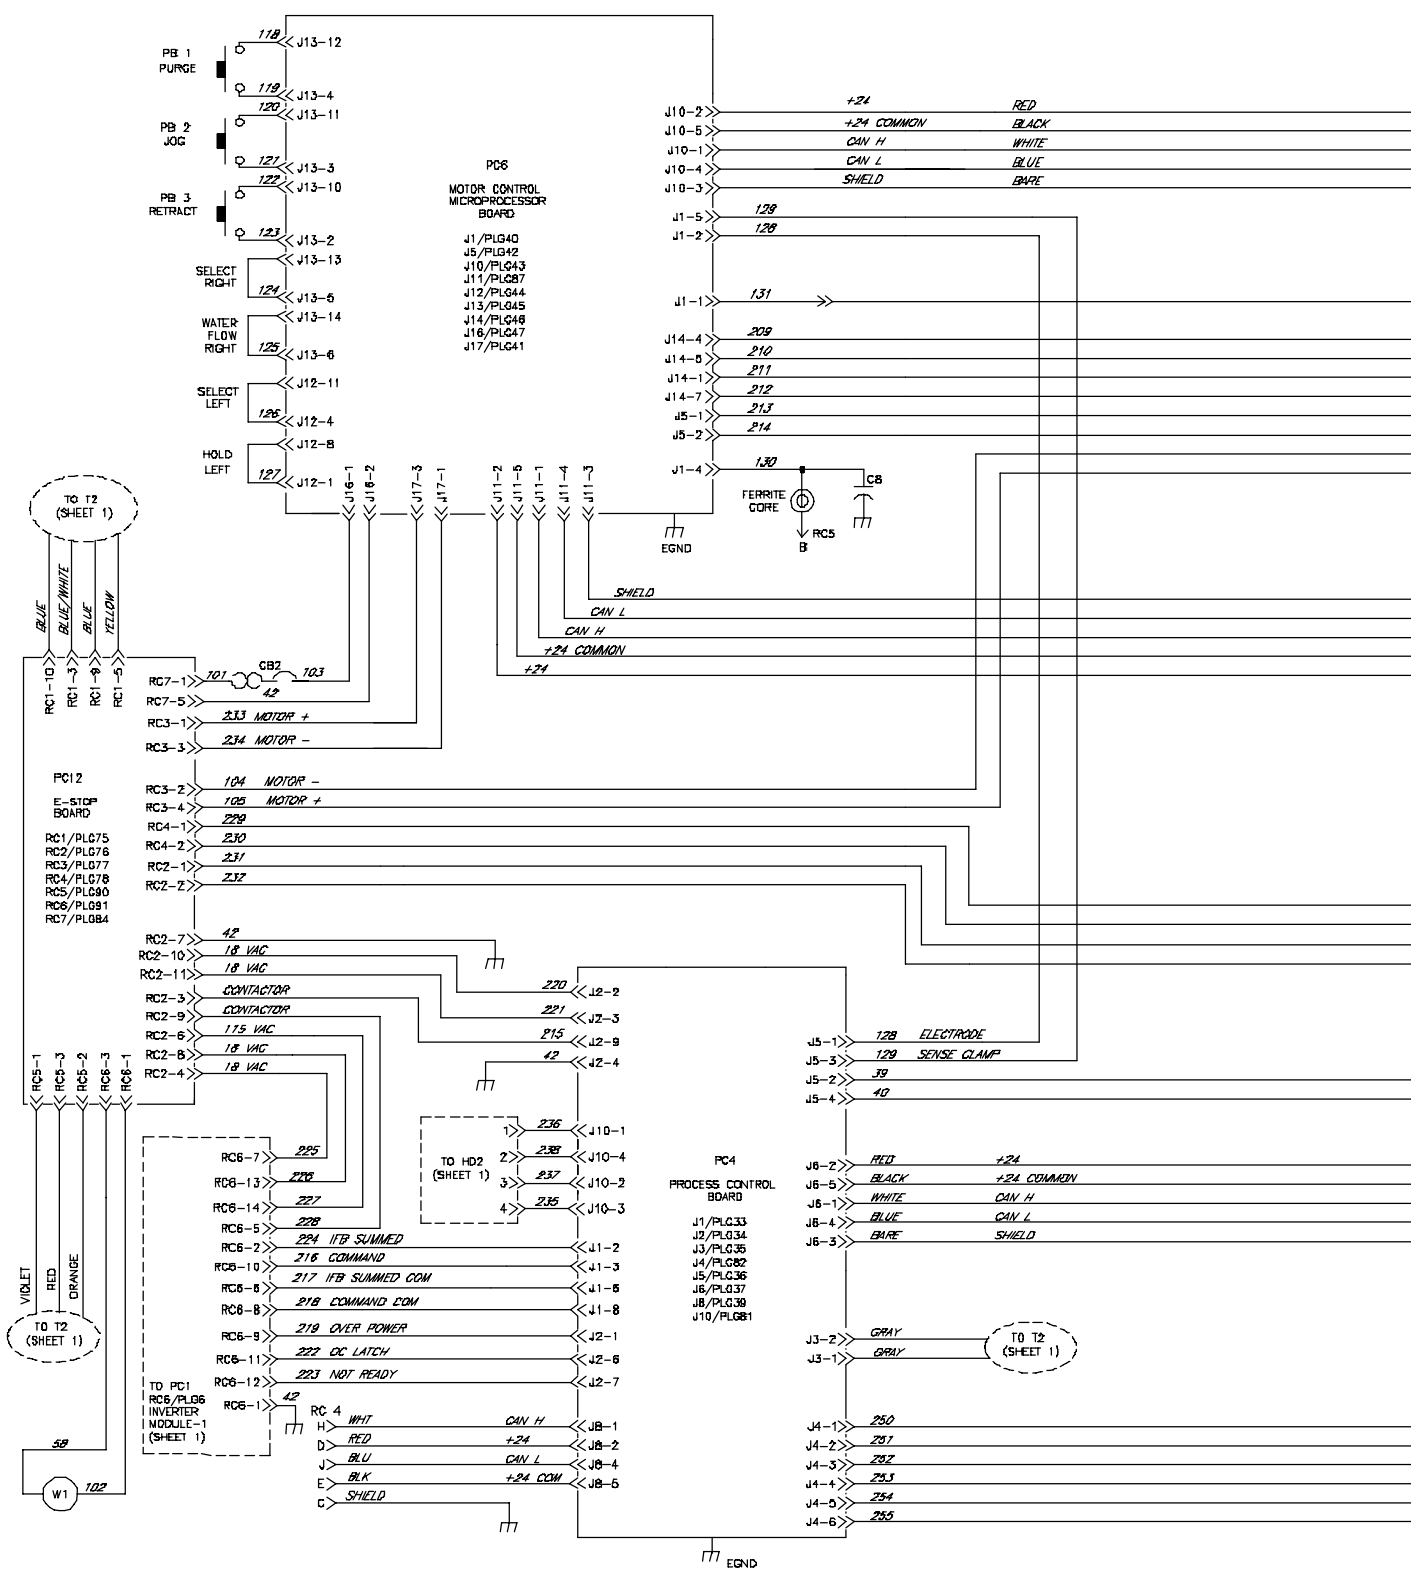 118
J13-12
PB 1
PURGE
119
J13-4
120
J13-11
PB 2
JOG
121
J13-3
122
J13-10
PB 3
RETRACT
123
J13-2
J13-13
SELECT
RIGHT
124
J13-5
J13-14
WATER
FLOW
RIGHT
125
J13-6
J12-11
SELECT
LEFT
126
J12-4
J12-8
HOLD
LEFT
127
J12-1
PC6
MOTOR CONTROL
MICROPROCESSOR
BOARD
J1/PLG40
J5/PLG42
J10/PLG43
J11/PLG87
J12/PLG44
J13/PLG45
J14/PLG46
J16/PLG47
J17/PLG41
J10-2 +24 RED
J10-5 +24 COMMON BLACK
J10-1 CAN H WHITE
J10-4 CAN L BLUE
J10-3 SHIELD BARE
J1-5 129
J1-2 128
J1-1 131
J14-4 209
J14-8 210
J14-1 211
J14-7 212
J5-1 213
J5-2 214
J1-4 130
J16-1
J16-2
J17-3
J17-1
J11-2
J11-5
J11-1
J11-4
J11-3
EGND
FERRITE
CORE
C8
RC5
B
SHIELD
CAN L
CAN H
+24 COMMON
+24
TO T2
(SHEET 1)
BLUE
BLUE/WHITE
BLUE
YELLOW
RC1-10
RC1-3
RC1-9
RC1-5
RC7-1 101 CB2 103
RC7-5 42
RC3-1 233 MOTOR +
RC3-3 234 MOTOR -
PC12
E-STOP
BOARD
RC1/PLG75
RC2/PLG76
RC3/PLG77
RC4/PLG78
RC5/PLG90
RC6/PLG91
RC7/PLG84
RC3-2 104 MOTOR -
RC3-4 105 MOTOR +
RC4-1 229
RC4-2 230
RC2-1 231
RC2-2 232
RC2-7 42
RC2-10 18 VAC
RC2-11 18 VAC
RC2-3 CONTACTOR
RC2-9 CONTACTOR
RC2-6 115 VAC
RC2-8 18 VAC
RC2-4 18 VAC
RC5-1
RC5-3
RC5-2
RC6-3
RC6-1
VIOLET
RED
ORANGE
TO T2
(SHEET 1)
58
W1
102
RC6-7 225
RC6-13 226
RC6-14 227
RC6-5 228
RC6-2 224 IFB SUMMED
RC6-10 216 COMMAND
RC6-6 217 IFB SUMMED COM
RC6-8 218 COMMAND COM
RC6-9 219 OVER POWER
RC6-11 222 OC LATCH
RC6-12 223 NOT READY
RC6-1 42
TO PC1
RC6/PLG6
INVERTER
MODULE-1
(SHEET 1)
RC 4
H WHT CAN H
D RED +24
J BLU CAN L
E BLK +24 COM
G SHIELD
220 J2-2
221 J2-3
215 J2-9
42 J2-4
TO HD2
(SHEET 1)
1 236 J10-1
2 238 J10-4
3 237 J10-2
4 235 J10-3
J1-2
J1-3
J1-6
J1-8
J2-1
J2-6
J2-7
J8-1
J8-2
J8-4
J8-5
PC4
PROCESS CONTROL
BOARD
J1/PLG33
J2/PLG34
J3/PLG35
J4/PLG82
J5/PLG36
J6/PLG37
J8/PLG39
J10/PLG81
J5-1 128 ELECTRODE
J5-3 129 SENSE CLAMP
J5-2 39
J5-4 40
J6-2 RED +24
J6-5 BLACK +24 COMMON
J6-1 WHITE CAN H
J6-4 BLUE CAN L
J6-3 BARE SHIELD
J3-2 GRAY
J3-1 GRAY
TO T2
(SHEET 1)
J4-1 250
J4-2 251
J4-3 252
J4-4 253
J4-5 254
J4-6 255
EGND